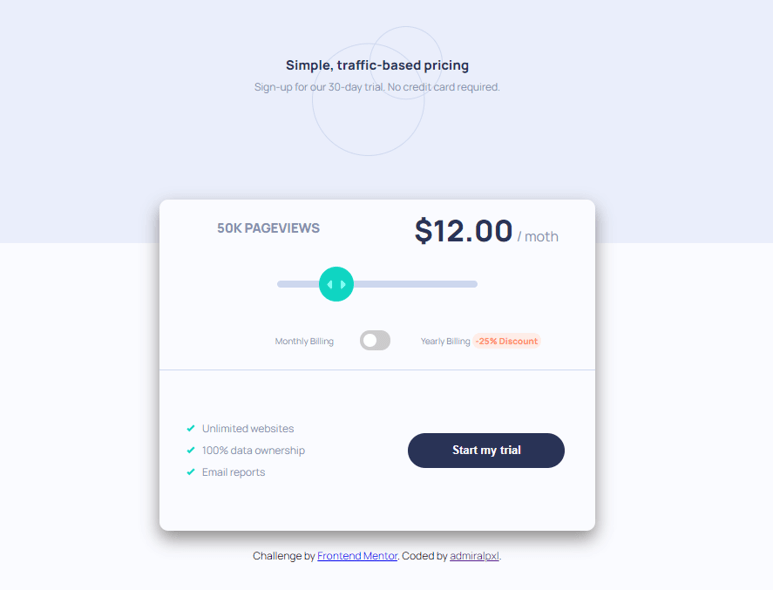 Simple, traffic-based pricing
Sign-up for our 30-day trial. No credit card required.
50K PAGEVIEWS
$12.00 / moth
Monthly Billing
Yearly Billing -25% Discount
Unlimited websites
100% data ownership
Email reports
Start my trial
Challenge by Frontend Mentor. Coded by admiralpxl.